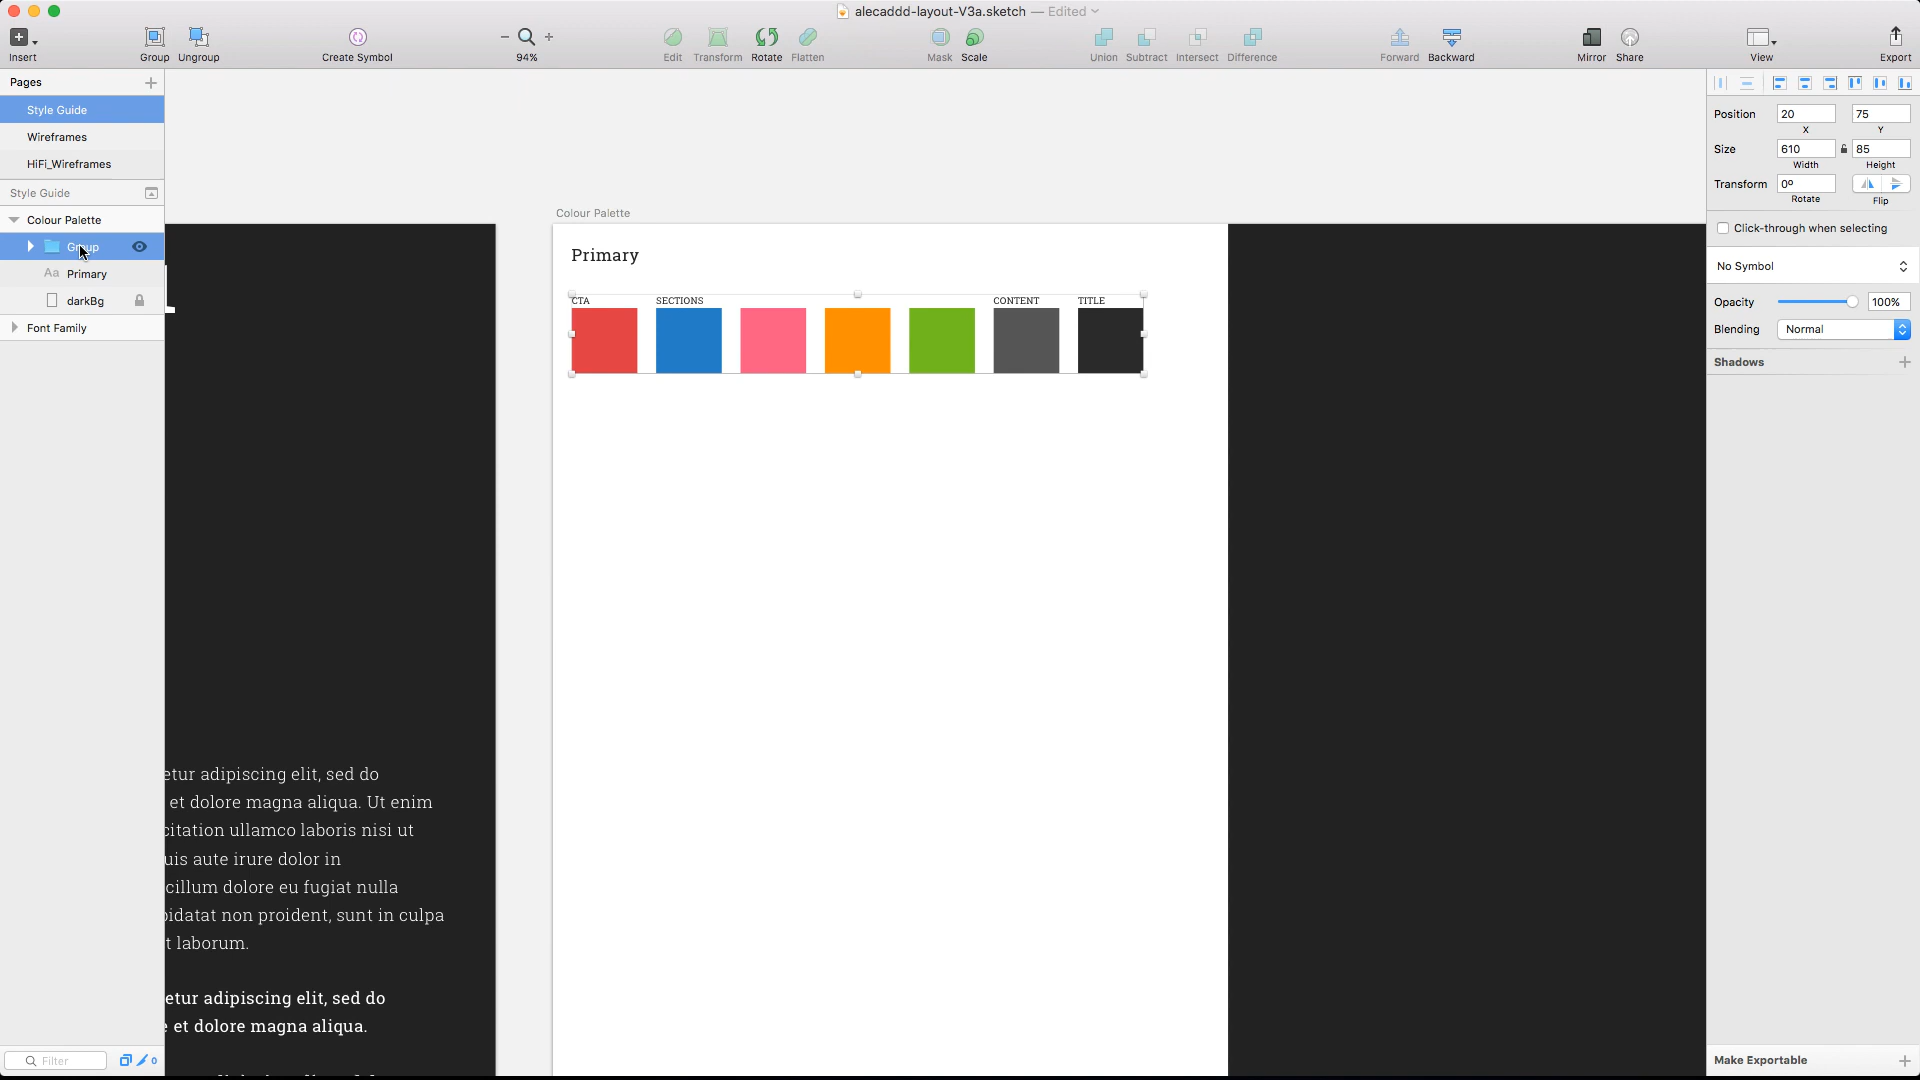 alecaddd-layout-V3a.sketch — Edited
Insert
Group
Ungroup
Create Symbol
94%
Edit
Transform
Rotate
Flatten
Mask
Scale
Union
Subtract
Intersect
Difference
Forward
Backward
Mirror
Share
View
Export
Pages
Style Guide
Wireframes
HiFi_Wireframes
Style Guide
Colour Palette
Group
Aa Primary
darkBg
Font Family
Filter
0
etur adipiscing elit, sed do
et dolore magna aliqua. Ut enim
citation ullamco laboris nisi ut
uis aute irure dolor in
cillum dolore eu fugiat nulla
pidatat non proident, sunt in culpa
t laborum.
etur adipiscing elit, sed do
e et dolore magna aliqua.
Colour Palette
Primary
CTA
SECTIONS
CONTENT
TITLE
Position 20 75
X Y
Size 610 85
Width Height
Transform 0º
Rotate Flip
Click-through when selecting
No Symbol
Opacity 100%
Blending Normal
Shadows
Make Exportable